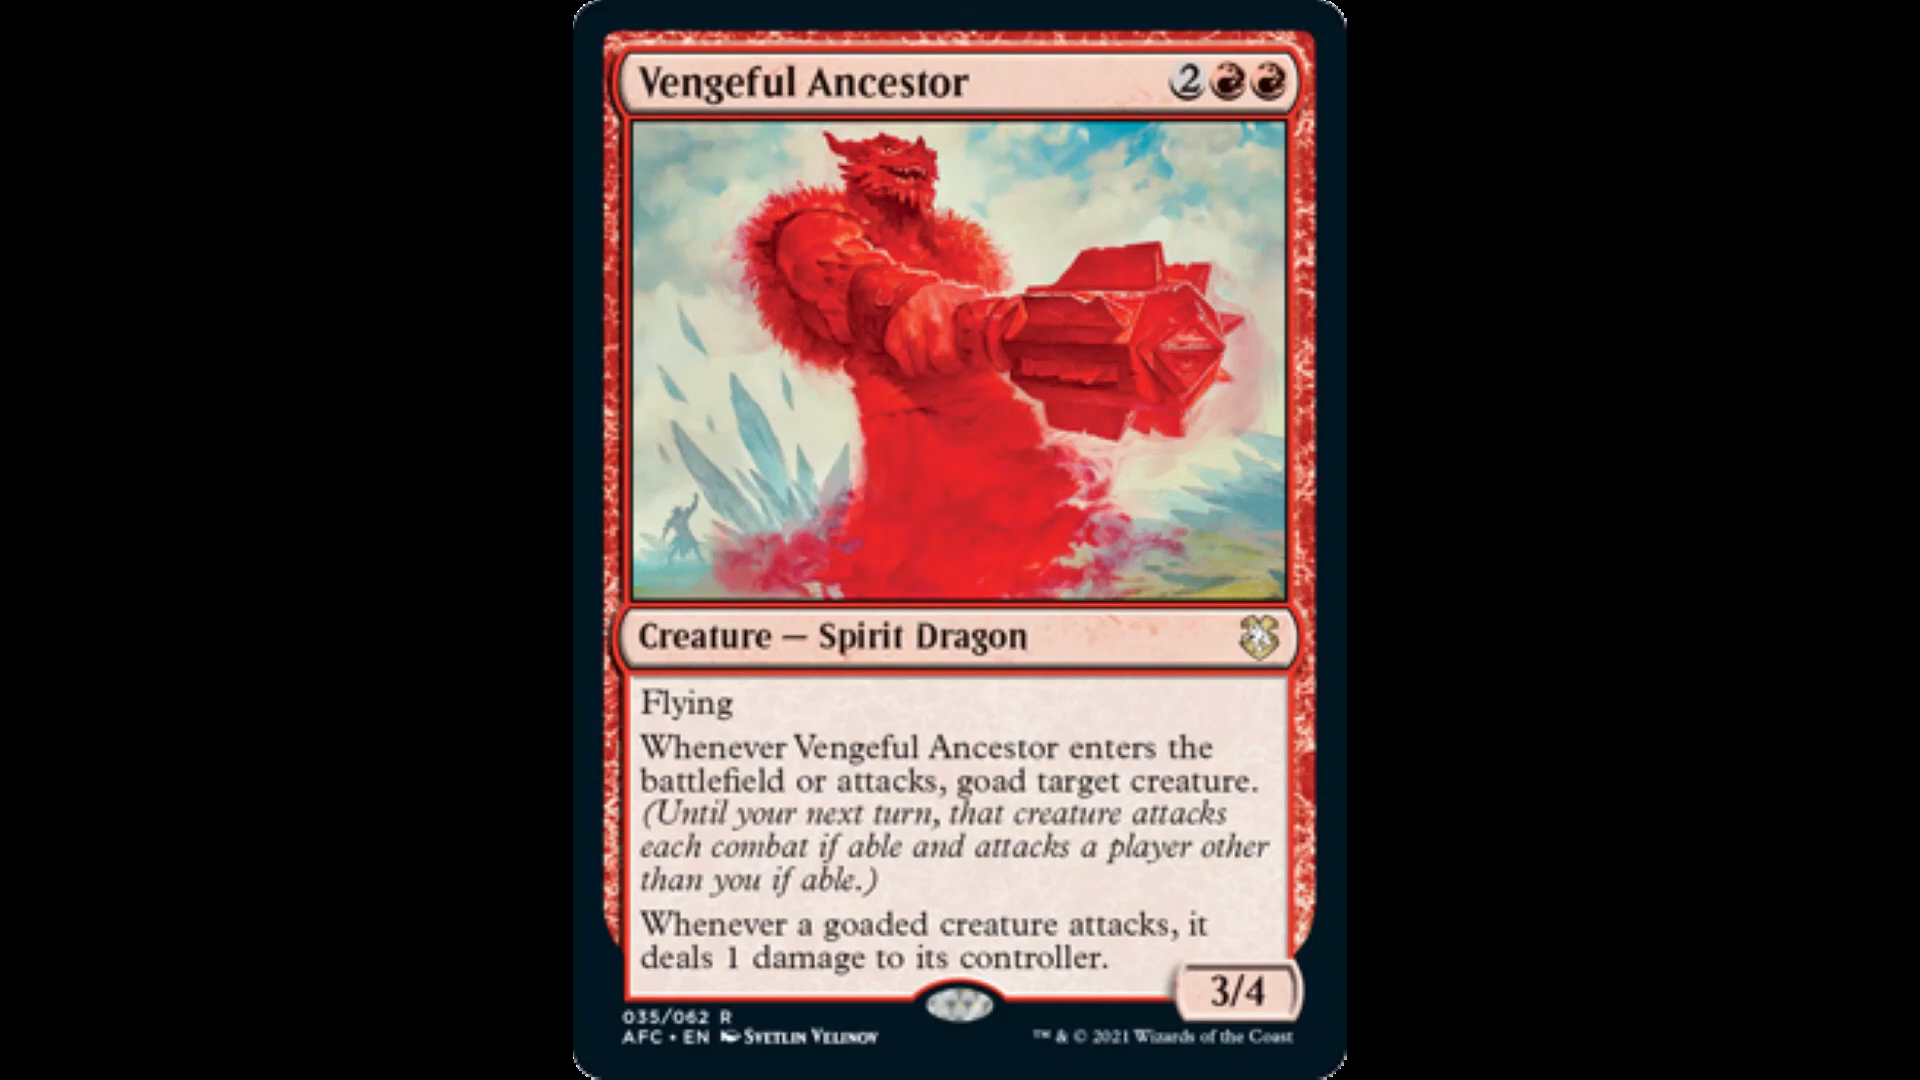 Vengeful Ancestor 2
Creature — Spirit Dragon
Flying
Whenever Vengeful Ancestor enters the
battlefield or attacks, goad target creature.
(Until your next turn, that creature attacks
each combat if able and attacks a player other
than you if able.)
Whenever a goaded creature attacks, it
deals 1 damage to its controller.
3/4
035/062 R
AFC • EN Svetlin Velinov
™ & © 2021 Wizards of the Coast